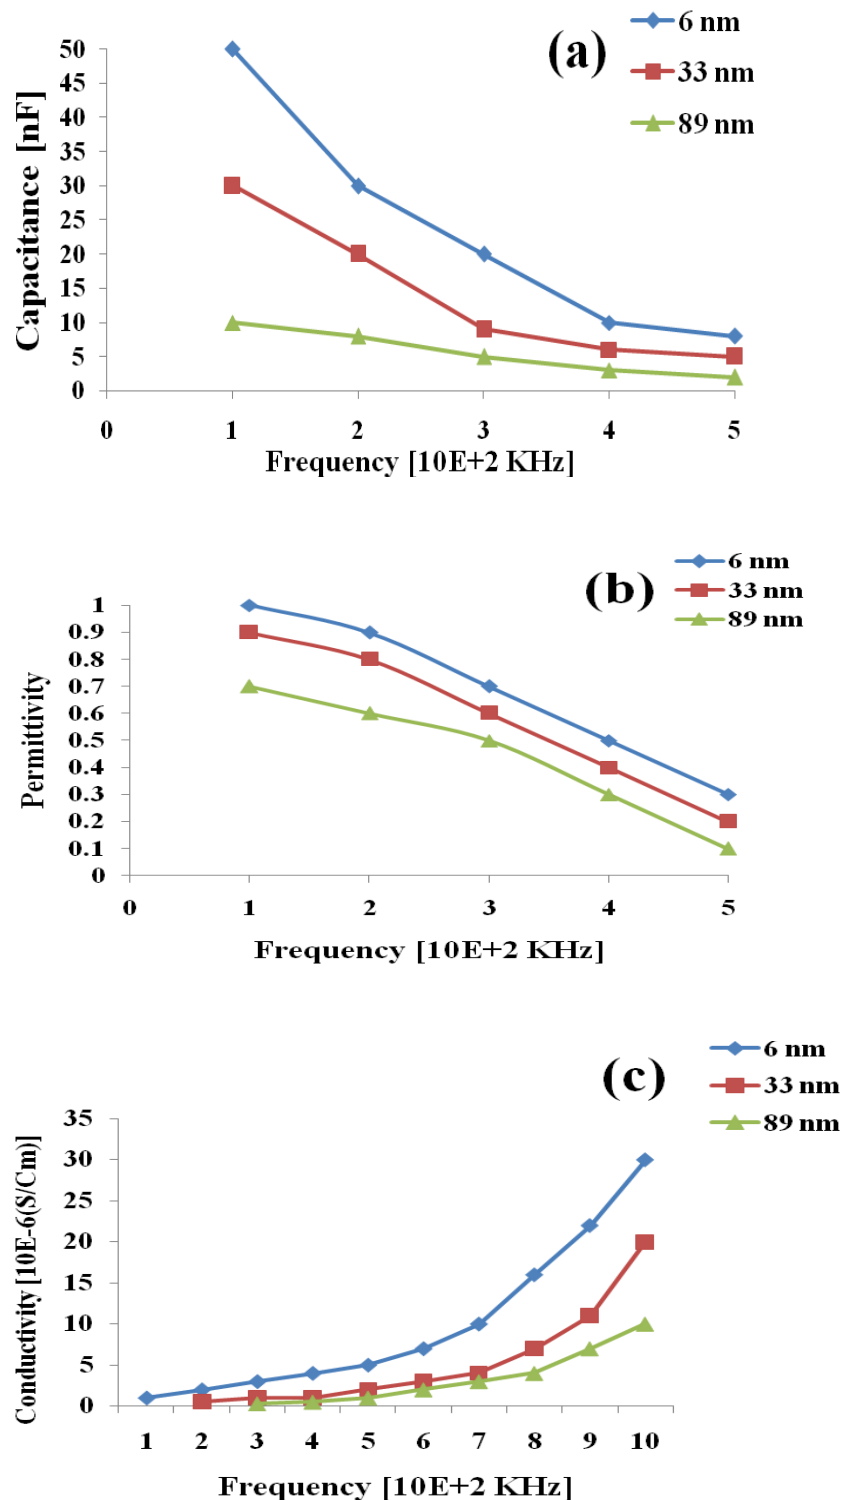 (a)
6 nm
33 nm
89 nm
Capacitance [nF]
50
45
40
35
30
25
20
15
10
5
0
0 1 2 3 4 5
Frequency [10E+2 KHz]
(b)
6 nm
33 nm
89 nm
Permittivity
1
0.9
0.8
0.7
0.6
0.5
0.4
0.3
0.2
0.1
0
0 1 2 3 4 5
Frequency [10E+2 KHz]
(c)
6 nm
33 nm
89 nm
Conductivity [10E-6(S/Cm)]
35
30
25
20
15
10
5
0
1 2 3 4 5 6 7 8 9 10
Frequency [10E+2 KHz]